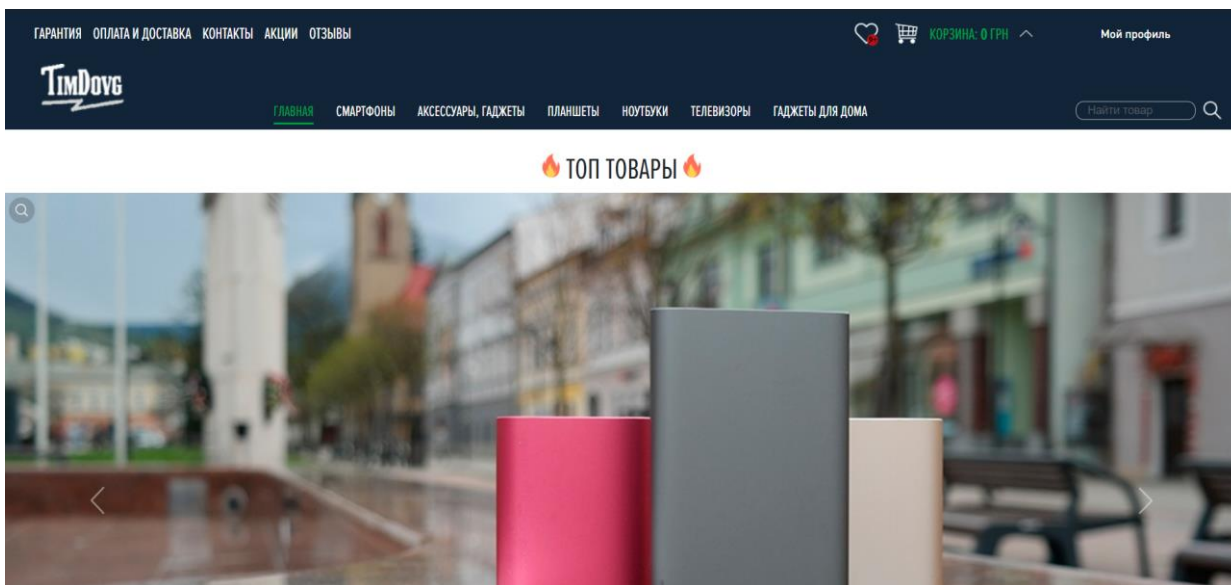 ГАРАНТИЯ ОПЛАТА И ДОСТАВКА КОНТАКТЫ АКЦИИ ОТЗЫВЫ
КОРЗИНА: 0 ГРН
Мой профиль
TIMDOVG
ГЛАВНАЯ СМАРТФОНЫ АКСЕССУАРЫ, ГАДЖЕТЫ ПЛАНШЕТЫ НОУТБУКИ ТЕЛЕВИЗОРЫ ГАДЖЕТЫ ДЛЯ ДОМА
Найти товар
🔥 ТОП ТОВАРЫ 🔥